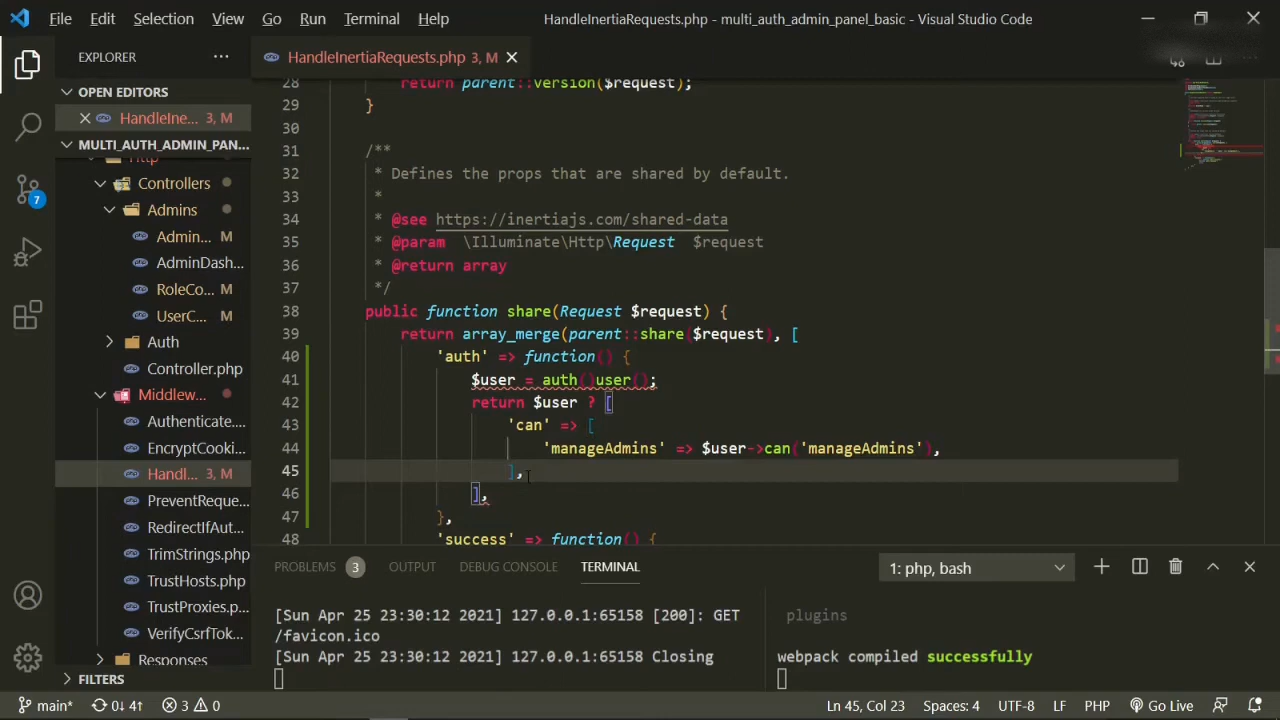 File Edit Selection View Go Run Terminal Help HandleInertiaRequests.php - multi_auth_admin_panel_basic - Visual Studio Code
EXPLORER
HandleInertiaRequests.php 3, M
OPEN EDITORS
HandleIne... 3, M
MULTI_AUTH_ADMIN_PAN...
Http
Controllers
Admins
Admin... M
AdminDash...
RoleCo... M
UserC... M
Auth
Controller.php
Middlew...
Authenticate...
EncryptCooki...
Handl... 3, M
PreventReque...
RedirectIfAut...
TrimStrings.php
TrustHosts.php
TrustProxies.p...
VerifyCsrfTok...
Responses
FILTERS
28 return parent::version($request);
29 }
30
31 /**
32 * Defines the props that are shared by default.
33 *
34 * @see https://inertiajs.com/shared-data
35 * @param \Illuminate\Http\Request $request
36 * @return array
37 */
38 public function share(Request $request) {
39 return array_merge(parent::share($request), [
40 'auth' => function() {
41 $user = auth()user();
42 return $user ? [
43 'can' => [
44 'manageAdmins' => $user->can('manageAdmins'),
45 ],
46 ],
47 },
48 'success' => function() {
PROBLEMS 3 OUTPUT DEBUG CONSOLE TERMINAL 1: php, bash
[Sun Apr 25 23:30:12 2021] 127.0.0.1:65158 [200]: GET
/favicon.ico
[Sun Apr 25 23:30:12 2021] 127.0.0.1:65158 Closing
plugins
webpack compiled successfully
7
main* 0↓ 4↑ 3 0 Ln 45, Col 23 Spaces: 4 UTF-8 LF PHP Go Live